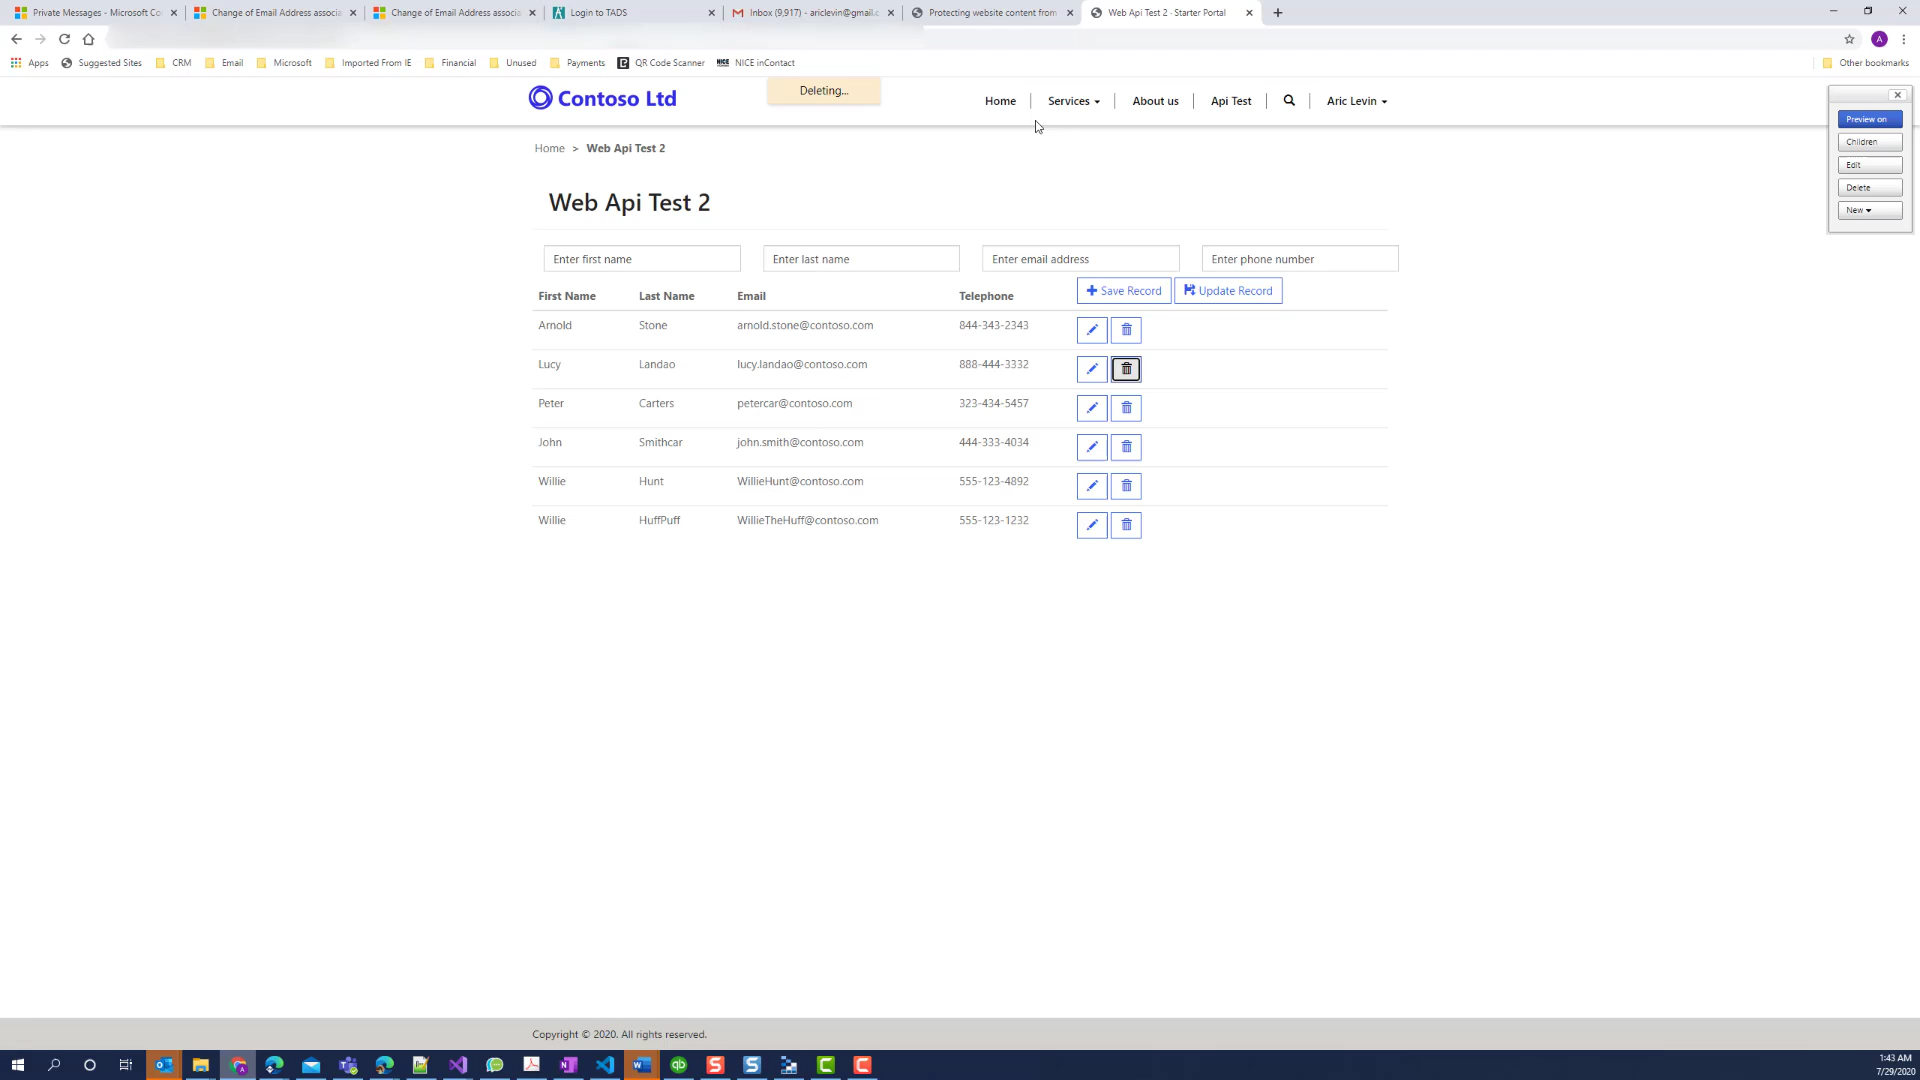 Private Messages - Microsoft Co
Change of Email Address associa
Change of Email Address associa
Login to TADS
Inbox (9,917) - ariclevin@gmail.c
Protecting website content from
Web Api Test 2 · Starter Portal
A
Apps
Suggested Sites
CRM
Email
Microsoft
Imported From IE
Financial
Unused
Payments
QR Code Scanner
NICE NICE inContact
Other bookmarks
Contoso Ltd
Deleting...
Home
Services
About us
Api Test
Aric Levin
Preview on
Children
Edit
Delete
New
Home > Web Api Test 2
Web Api Test 2
Enter first name
Enter last name
Enter email address
Enter phone number
First Name Last Name Email Telephone Save Record Update Record
Arnold Stone arnold.stone@contoso.com 844-343-2343
Lucy Landao lucy.landao@contoso.com 888-444-3332
Peter Carters petercar@contoso.com 323-434-5457
John Smithcar john.smith@contoso.com 444-333-4034
Willie Hunt WillieHunt@contoso.com 555-123-4892
Willie HuffPuff WillieTheHuff@contoso.com 555-123-1232
Copyright © 2020. All rights reserved.
1:43 AM
7/29/2020